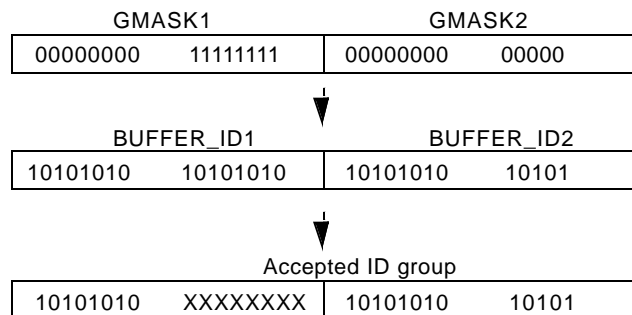 GMASK1 GMASK2
00000000 11111111 00000000 00000
BUFFER_ID1 BUFFER_ID2
10101010 10101010 10101010 10101
Accepted ID group
10101010 XXXXXXXX 10101010 10101